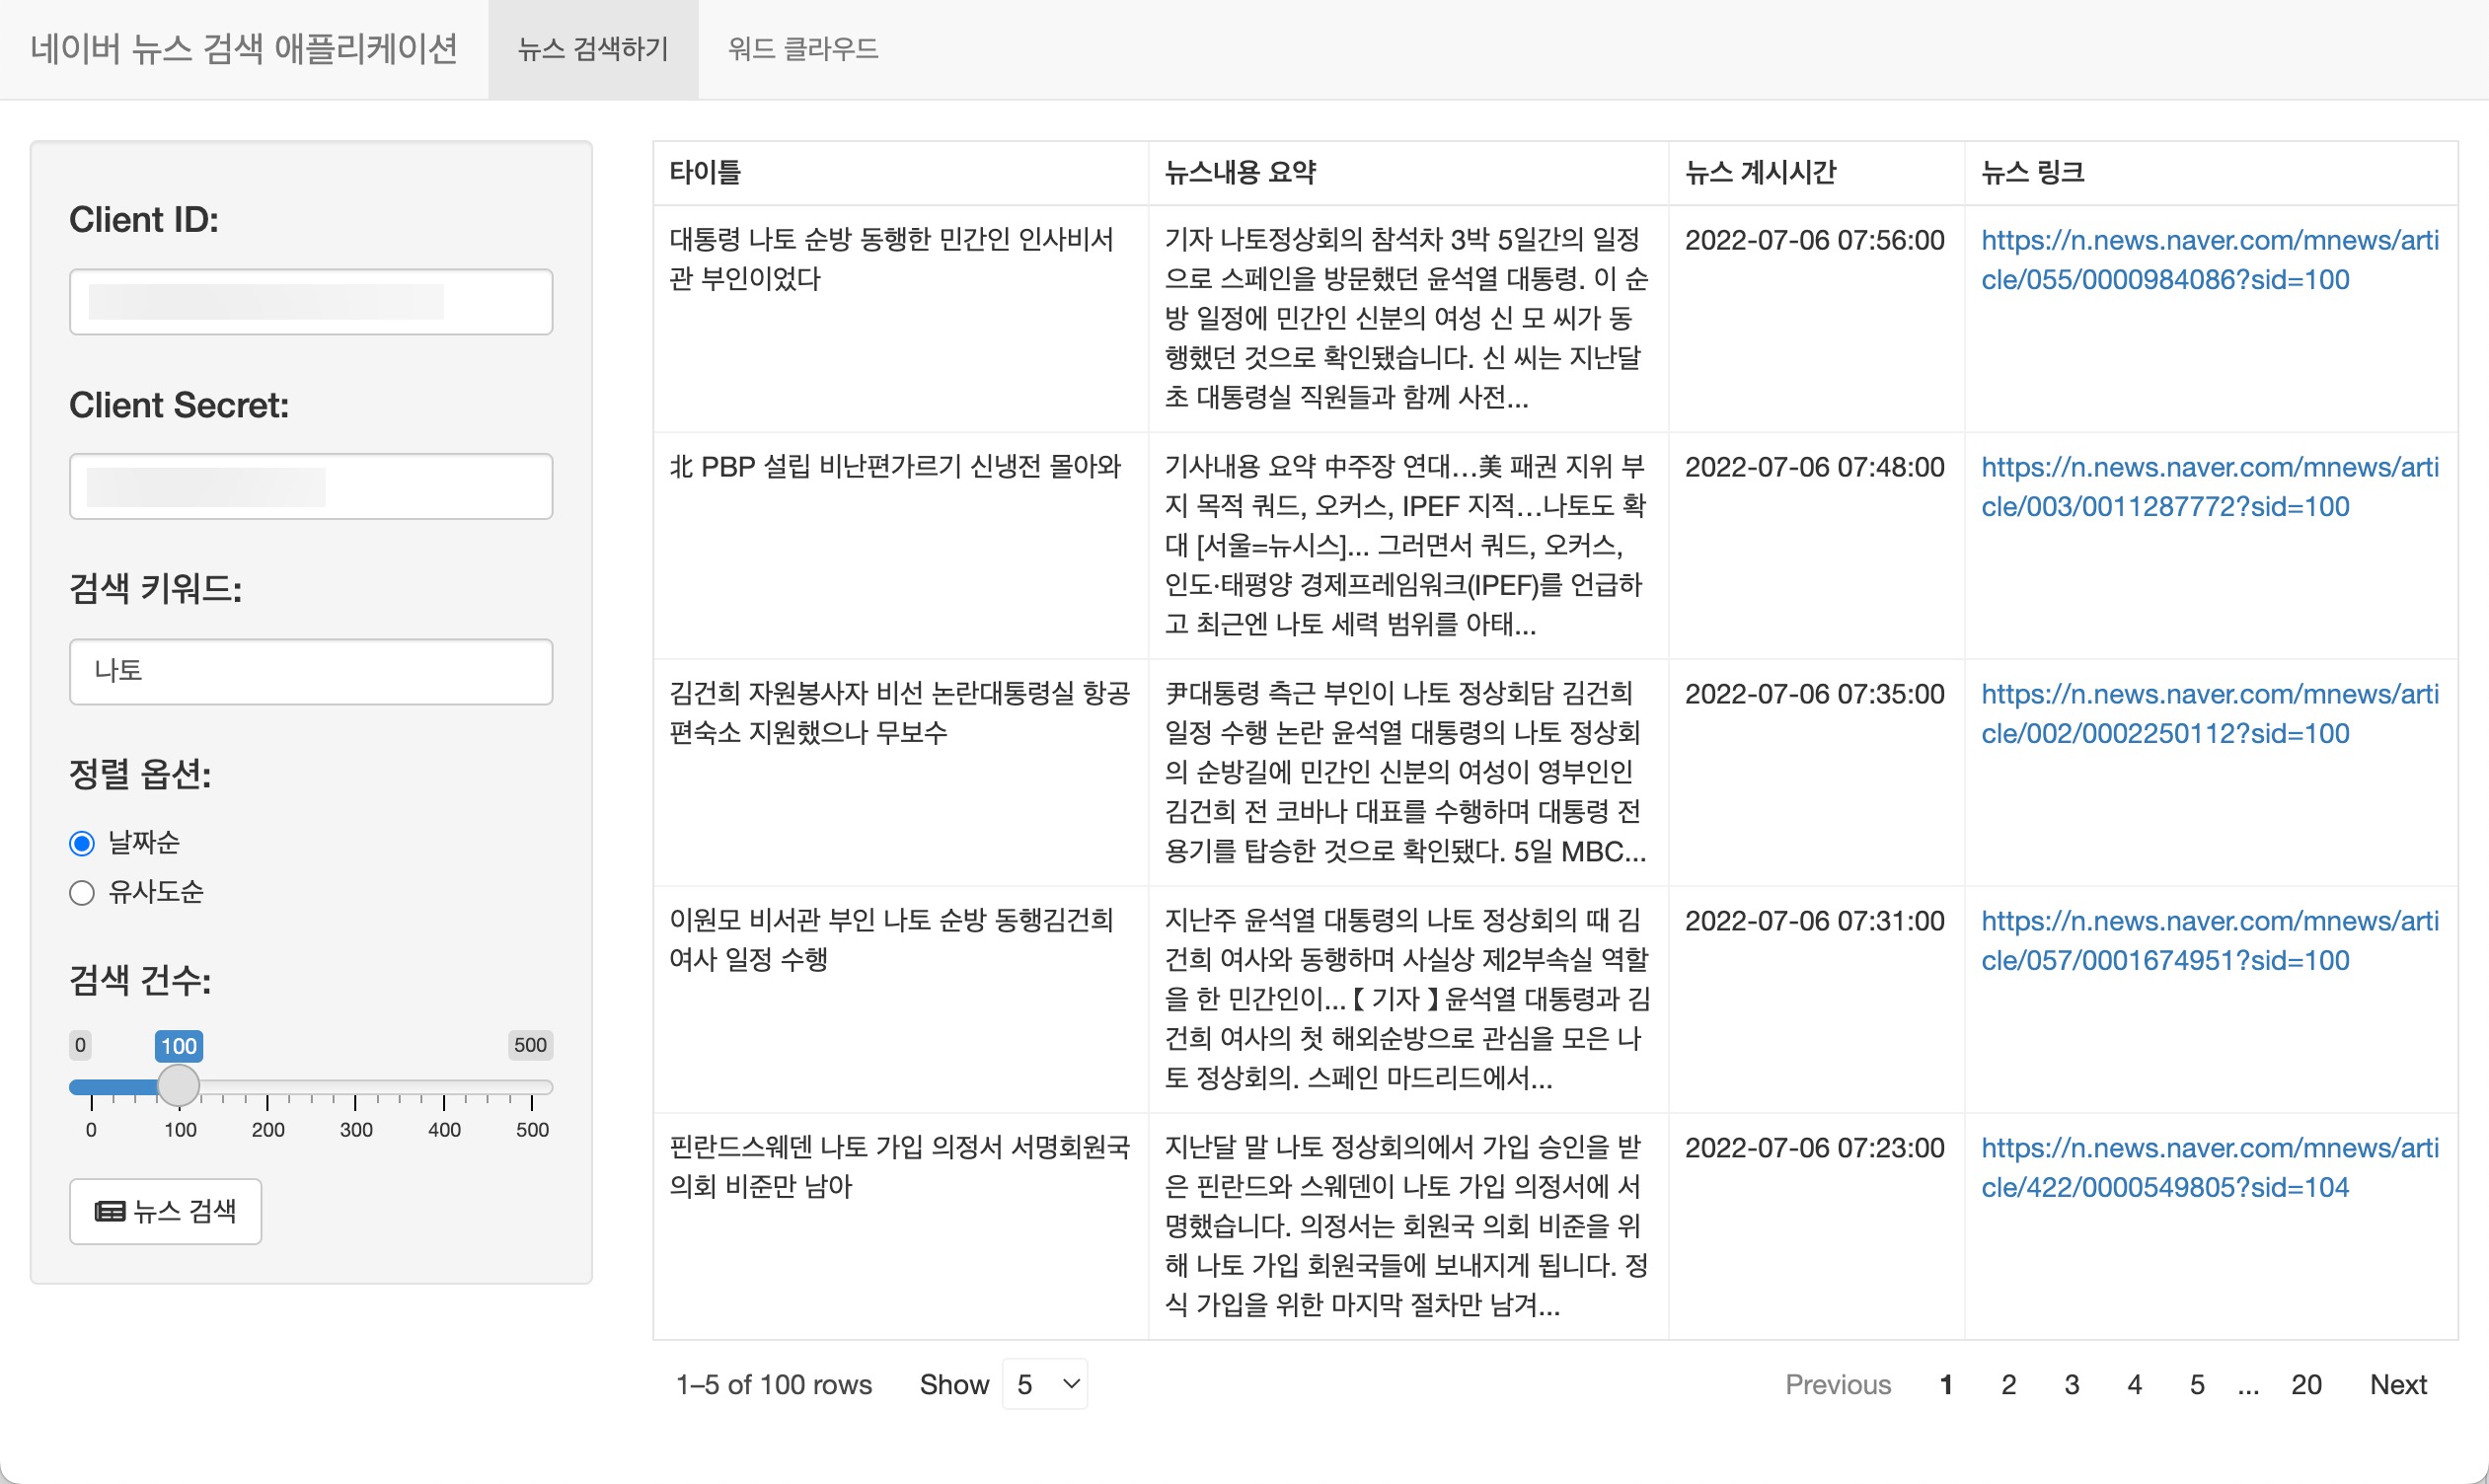 네이버 뉴스 검색 애플리케이션
뉴스 검색하기
워드 클라우드
Client ID:
Client Secret:
검색 키워드:
나토
정렬 옵션:
날짜순
유사도순
검색 건수:
0
100
500
0
100
200
300
400
500
뉴스 검색
타이틀
뉴스내용 요약
뉴스 계시시간
뉴스 링크
대통령 나토 순방 동행한 민간인 인사비서
관 부인이었다
기자 나토정상회의 참석차 3박 5일간의 일정
으로 스페인을 방문했던 윤석열 대통령. 이 순
방 일정에 민간인 신분의 여성 신 모 씨가 동
행했던 것으로 확인됐습니다. 신 씨는 지난달
초 대통령실 직원들과 함께 사전...
2022-07-06 07:56:00
https://n.news.naver.com/mnews/arti
cle/055/0000984086?sid=100
北 PBP 설립 비난편가르기 신냉전 몰아와
기사내용 요약 中주장 연대…美 패권 지위 부
지 목적 쿼드, 오커스, IPEF 지적…나토도 확
대 [서울=뉴시스]... 그러면서 쿼드, 오커스,
인도·태평양 경제프레임워크(IPEF)를 언급하
고 최근엔 나토 세력 범위를 아태...
2022-07-06 07:48:00
https://n.news.naver.com/mnews/arti
cle/003/0011287772?sid=100
김건희 자원봉사자 비선 논란대통령실 항공
편숙소 지원했으나 무보수
尹대통령 측근 부인이 나토 정상회담 김건희
일정 수행 논란 윤석열 대통령의 나토 정상회
의 순방길에 민간인 신분의 여성이 영부인인
김건희 전 코바나 대표를 수행하며 대통령 전
용기를 탑승한 것으로 확인됐다. 5일 MBC...
2022-07-06 07:35:00
https://n.news.naver.com/mnews/arti
cle/002/0002250112?sid=100
이원모 비서관 부인 나토 순방 동행김건희
여사 일정 수행
지난주 윤석열 대통령의 나토 정상회의 때 김
건희 여사와 동행하며 사실상 제2부속실 역할
을 한 민간인이...【 기자 】윤석열 대통령과 김
건희 여사의 첫 해외순방으로 관심을 모은 나
토 정상회의. 스페인 마드리드에서...
2022-07-06 07:31:00
https://n.news.naver.com/mnews/arti
cle/057/0001674951?sid=100
핀란드스웨덴 나토 가입 의정서 서명회원국
의회 비준만 남아
지난달 말 나토 정상회의에서 가입 승인을 받
은 핀란드와 스웨덴이 나토 가입 의정서에 서
명했습니다. 의정서는 회원국 의회 비준을 위
해 나토 가입 회원국들에 보내지게 됩니다. 정
식 가입을 위한 마지막 절차만 남겨...
2022-07-06 07:23:00
https://n.news.naver.com/mnews/arti
cle/422/0000549805?sid=104
1–5 of 100 rows
Show 5
Previous 1 2 3 4 5 ... 20 Next